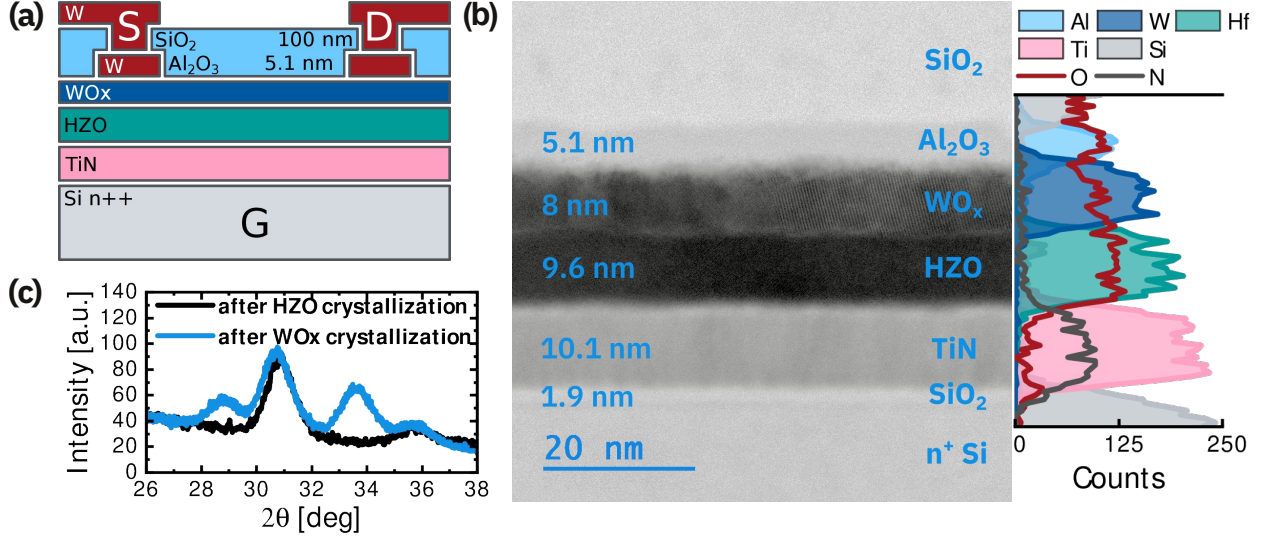 (a)
W
S
D
SiO₂ 100 nm
W
Al₂O₃ 5.1 nm
WOx
HZO
TiN
Si n++
G
(b)
SiO₂
5.1 nm Al₂O₃
8 nm WOₓ
9.6 nm HZO
10.1 nm TiN
1.9 nm SiO₂
20 nm n⁺ Si
Al W Hf
Ti Si
O N
0 125 250
Counts
(c)
140
120
100
80
60
40
20
0
Intensity [a.u.]
after HZO crystallization
after WOx crystallization
26 28 30 32 34 36 38
2θ [deg]